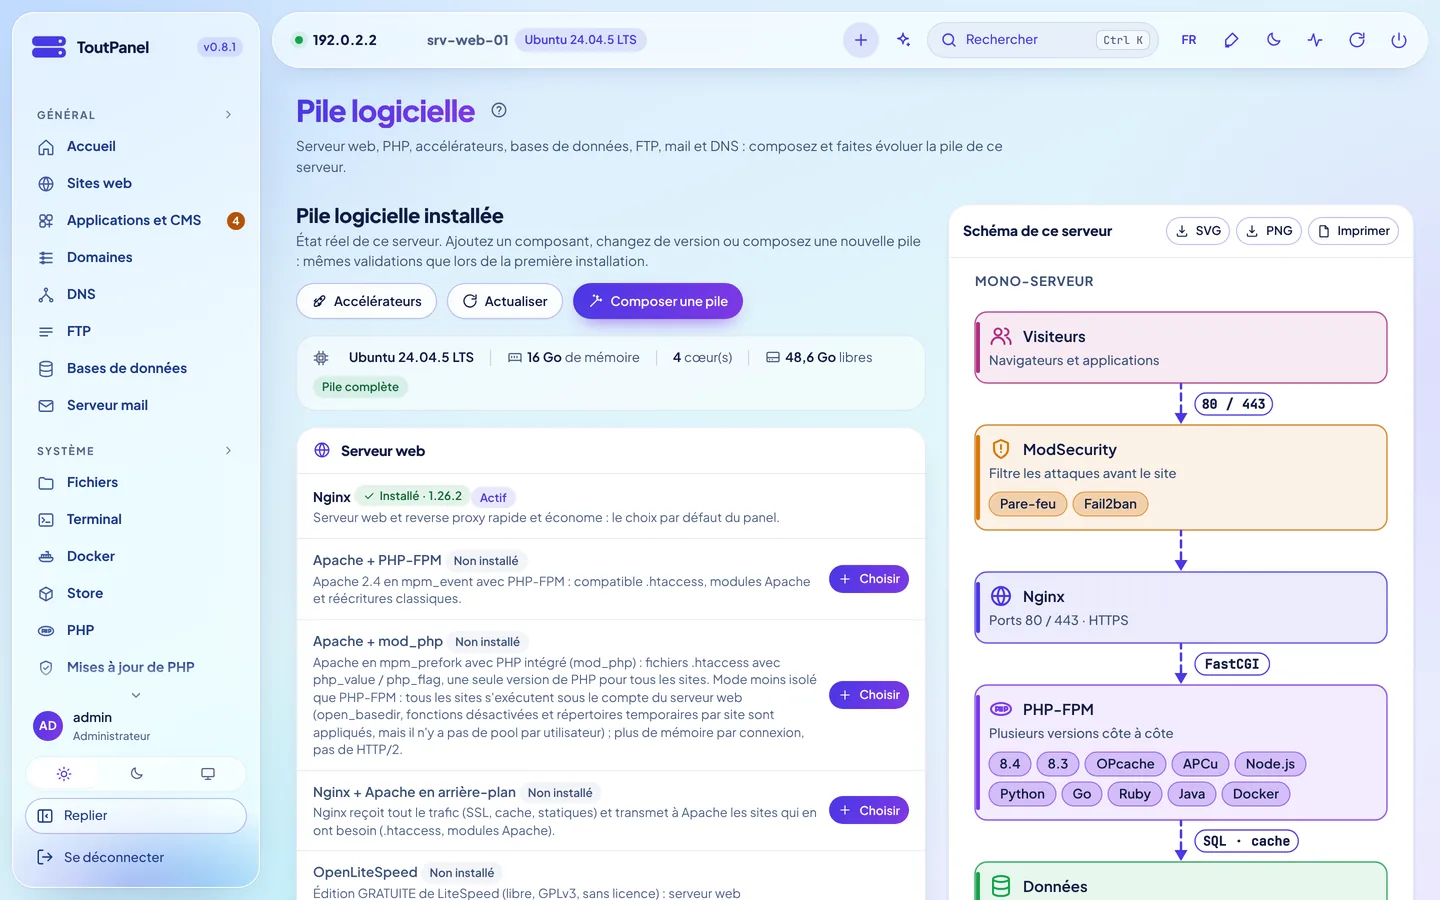 ToutPanel
v0.8.1
GÉNÉRAL
Accueil
Sites web
Applications et CMS
4
Domaines
DNS
FTP
Bases de données
Serveur mail
SYSTÈME
Fichiers
Terminal
Docker
Store
PHP
Mises à jour de PHP
AD
admin
Administrateur
Replier
Se déconnecter
192.0.2.2
srv-web-01
Ubuntu 24.04.5 LTS
Rechercher
Ctrl K
FR
Pile logicielle
Serveur web, PHP, accélérateurs, bases de données, FTP, mail et DNS : composez et faites évoluer la pile de ce
serveur.
Pile logicielle installée
État réel de ce serveur. Ajoutez un composant, changez de version ou composez une nouvelle pile
: mêmes validations que lors de la première installation.
Accélérateurs
Actualiser
Composer une pile
Ubuntu 24.04.5 LTS
16 Go de mémoire
4 cœur(s)
48,6 Go libres
Pile complète
Serveur web
Nginx
Installé · 1.26.2
Actif
Serveur web et reverse proxy rapide et économe : le choix par défaut du panel.
Apache + PHP-FPM
Non installé
Apache 2.4 en mpm_event avec PHP-FPM : compatible .htaccess, modules Apache
et réécritures classiques.
Choisir
Apache + mod_php
Non installé
Apache en mpm_prefork avec PHP intégré (mod_php) : fichiers .htaccess avec
php_value / php_flag, une seule version de PHP pour tous les sites. Mode moins isolé
que PHP-FPM : tous les sites s'exécutent sous le compte du serveur web
(open_basedir, fonctions désactivées et répertoires temporaires par site sont
appliqués, mais il n'y a pas de pool par utilisateur) ; plus de mémoire par connexion,
pas de HTTP/2.
Choisir
Nginx + Apache en arrière-plan
Non installé
Nginx reçoit tout le trafic (SSL, cache, statiques) et transmet à Apache les sites qui en
ont besoin (.htaccess, modules Apache).
Choisir
OpenLiteSpeed
Non installé
Édition GRATUITE de LiteSpeed (libre, GPLv3, sans licence) : serveur web
Schéma de ce serveur
SVG
PNG
Imprimer
MONO-SERVEUR
Visiteurs
Navigateurs et applications
80 / 443
ModSecurity
Filtre les attaques avant le site
Pare-feu
Fail2ban
Nginx
Ports 80 / 443 · HTTPS
FastCGI
PHP-FPM
Plusieurs versions côte à côte
8.4
8.3
OPcache
APCu
Node.js
Python
Go
Ruby
Java
Docker
SQL · cache
Données